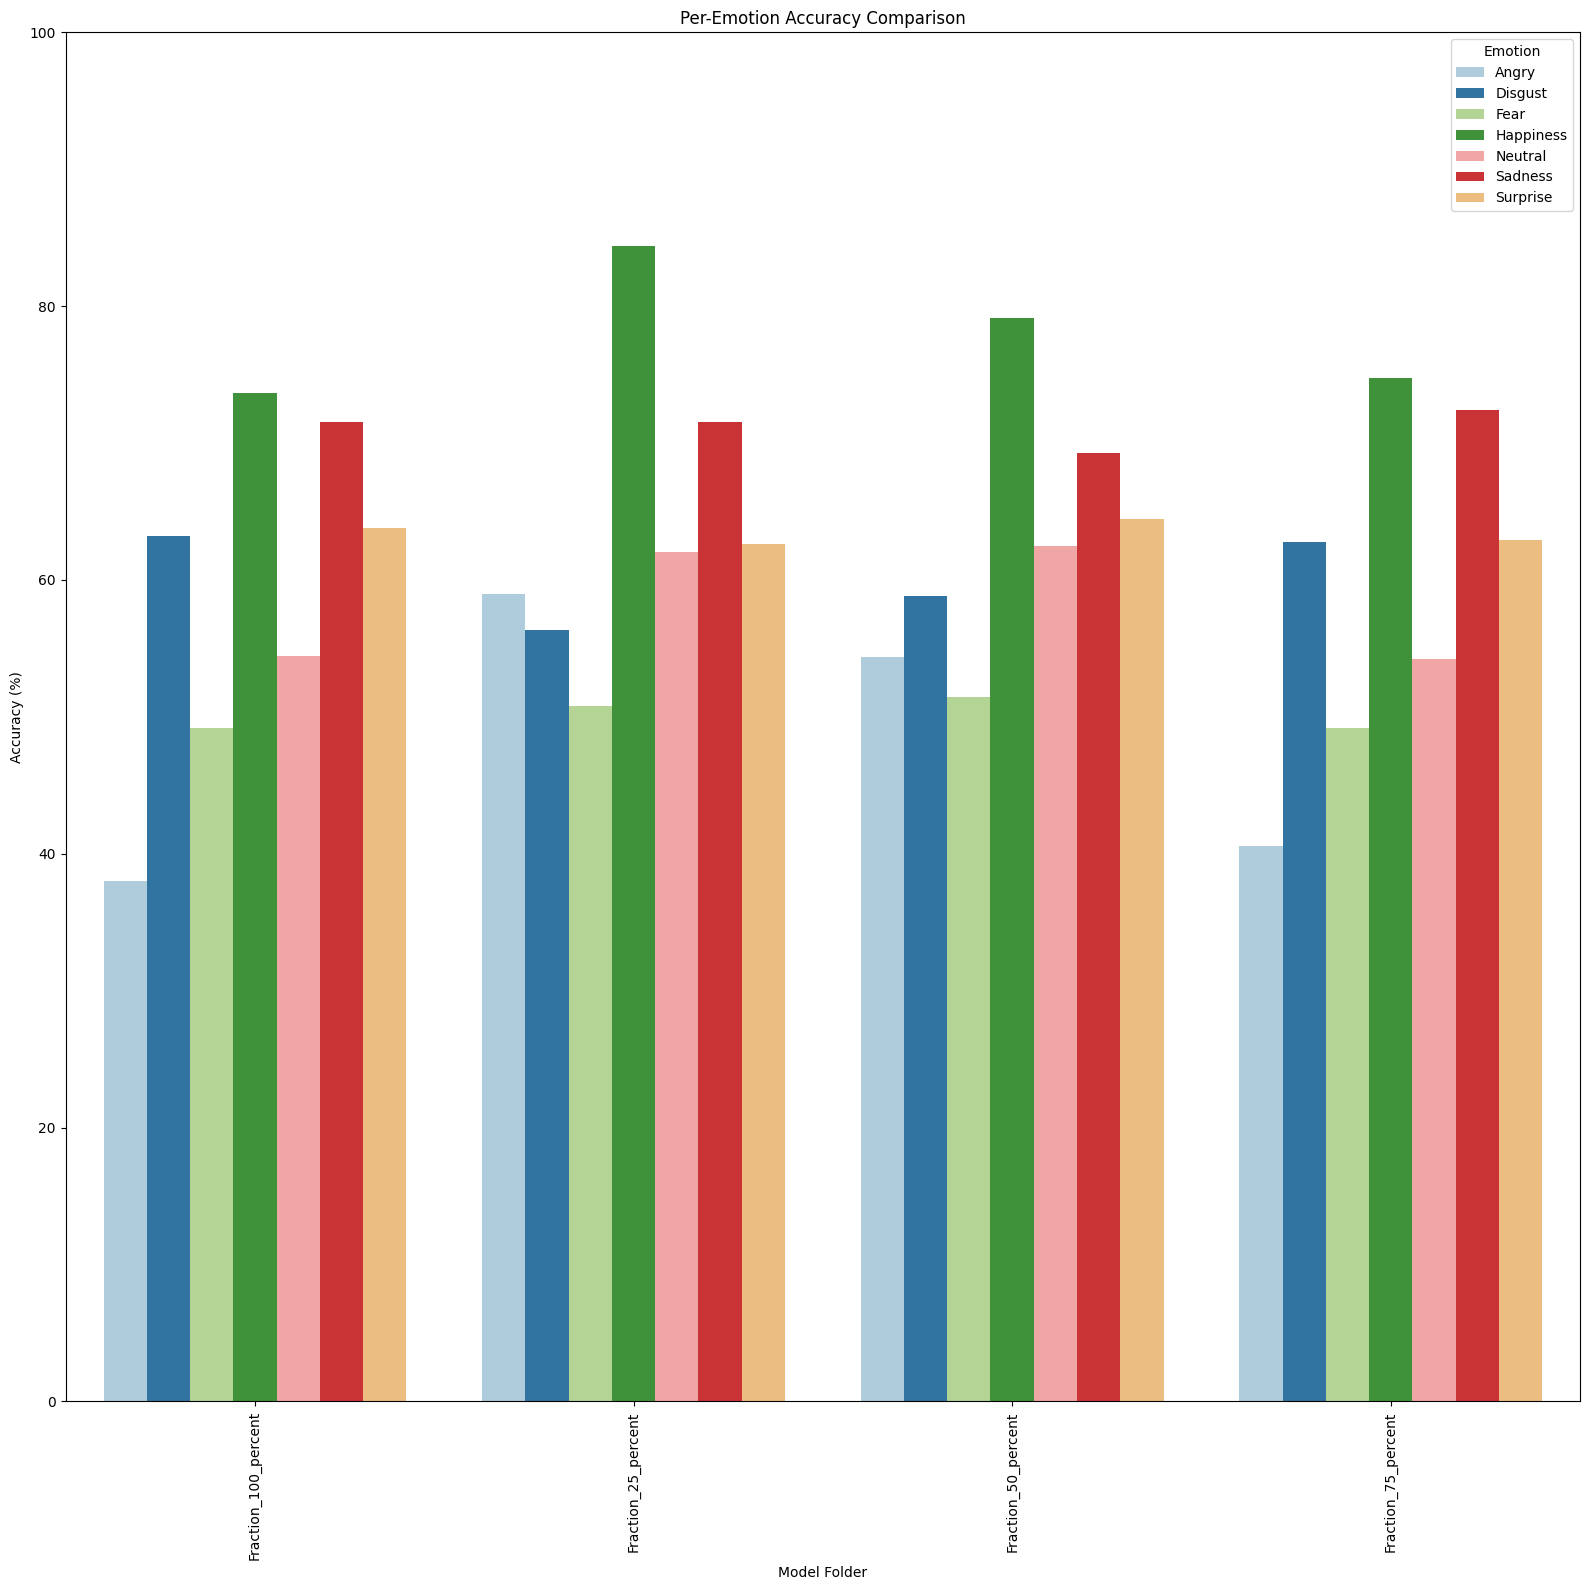 Per-Emotion Accuracy Comparison
100
80
60
40
20
0
Accuracy (%)
Emotion
Angry
Disgust
Fear
Happiness
Neutral
Sadness
Surprise
Fraction_100_percent
Fraction_25_percent
Fraction_50_percent
Fraction_75_percent
Model Folder